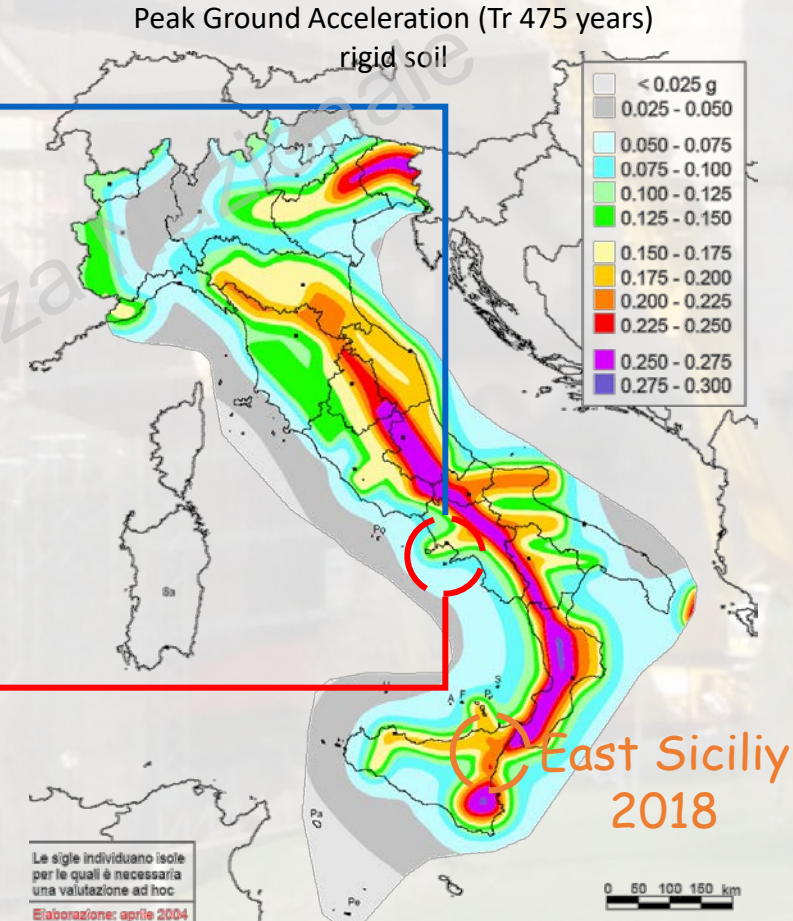 Peak Ground Acceleration (Tr 475 years)
rigid soil
< 0.025 g
0.025 - 0.050
0.050 - 0.075
0.075 - 0.100
0.100 - 0.125
0.125 - 0.150
0.150 - 0.175
0.175 - 0.200
0.200 - 0.225
0.225 - 0.250
0.250 - 0.275
0.275 - 0.300
Po
Sa
U
S
A F P
East Siciliy
2018
Pa
Pe
Le sigle individuano isole
per le quali è necessaria
una valutazione ad hoc
Elaborazione: aprile 2004
0 50 100 150 km